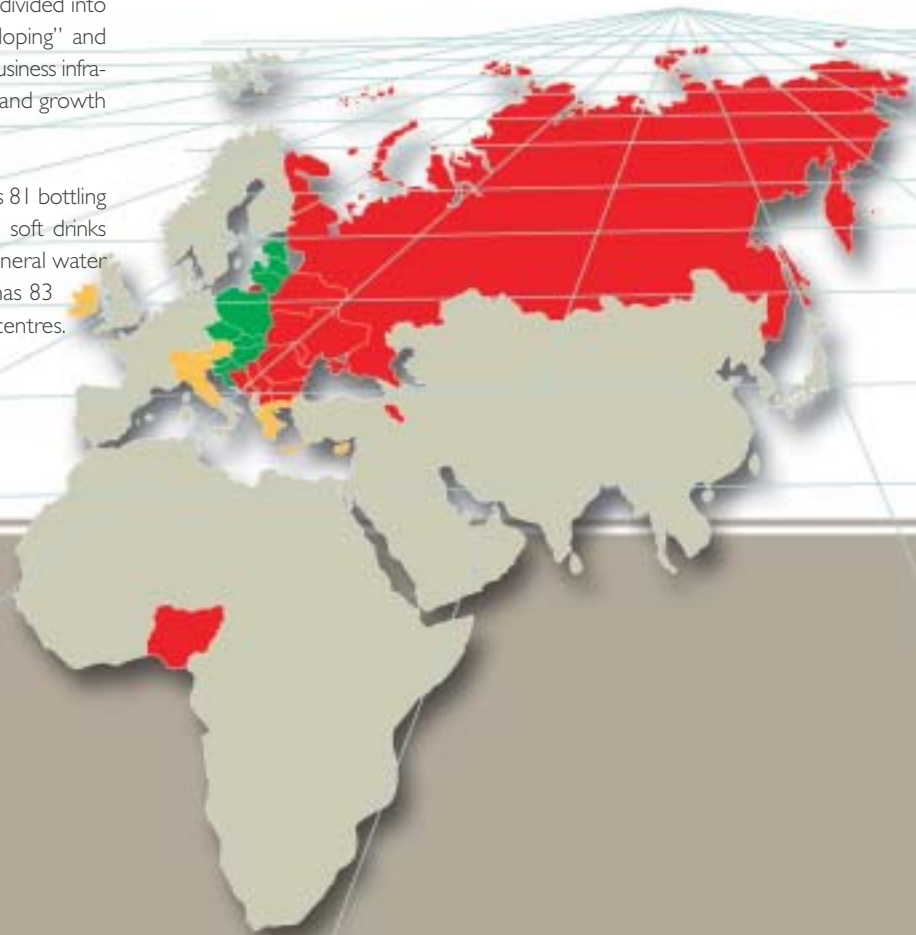 divided into
loping” and
usiness infra-
and growth
s 81 bottling
soft drinks
neral water
has 83
centres.